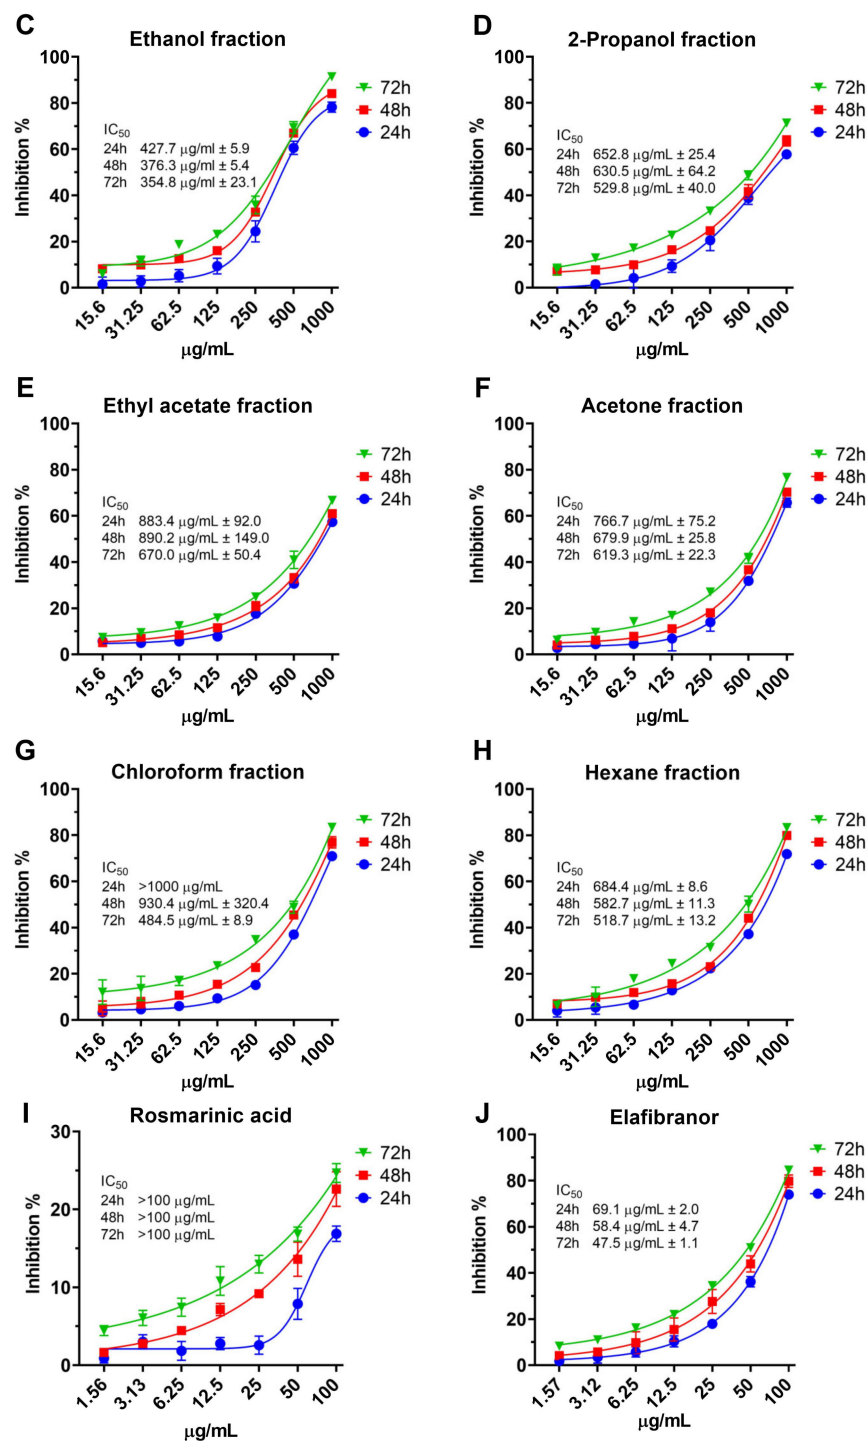 C
Ethanol fraction
Inhibition %
100
80
60
40
20
0
IC50
24h 427.7 µg/ml ± 5.9
48h 376.3 µg/ml ± 5.4
72h 354.8 µg/ml ± 23.1
72h
48h
24h
15.6 31.25 62.5 125 250 500 1000
µg/mL
D
2-Propanol fraction
Inhibition %
100
80
60
40
20
0
IC50
24h 652.8 µg/mL ± 25.4
48h 630.5 µg/mL ± 64.2
72h 529.8 µg/mL ± 40.0
72h
48h
24h
15.6 31.25 62.5 125 250 500 1000
µg/mL
E
Ethyl acetate fraction
Inhibition %
100
80
60
40
20
0
IC50
24h 883.4 µg/mL ± 92.0
48h 890.2 µg/mL ± 149.0
72h 670.0 µg/mL ± 50.4
72h
48h
24h
15.6 31.25 62.5 125 250 500 1000
µg/mL
F
Acetone fraction
Inhibition %
100
80
60
40
20
0
IC50
24h 766.7 µg/mL ± 75.2
48h 679.9 µg/mL ± 25.8
72h 619.3 µg/mL ± 22.3
72h
48h
24h
15.6 31.25 62.5 125 250 500 1000
µg/mL
G
Chloroform fraction
Inhibition %
100
80
60
40
20
0
IC50
24h >1000 µg/mL
48h 930.4 µg/mL ± 320.4
72h 484.5 µg/mL ± 8.9
72h
48h
24h
15.6 31.25 62.5 125 250 500 1000
µg/mL
H
Hexane fraction
Inhibition %
100
80
60
40
20
0
IC50
24h 684.4 µg/mL ± 8.6
48h 582.7 µg/mL ± 11.3
72h 518.7 µg/mL ± 13.2
72h
48h
24h
15.6 31.25 62.5 125 250 500 1000
µg/mL
I
Rosmarinic acid
Inhibition %
30
20
10
0
IC50
24h >100 µg/mL
48h >100 µg/mL
72h >100 µg/mL
72h
48h
24h
1.56 3.13 6.25 12.5 25 50 100
µg/mL
J
Elafibranor
Inhibition %
100
80
60
40
20
0
IC50
24h 69.1 µg/mL ± 2.0
48h 58.4 µg/mL ± 4.7
72h 47.5 µg/mL ± 1.1
72h
48h
24h
1.57 3.12 6.25 12.5 25 50 100
µg/mL